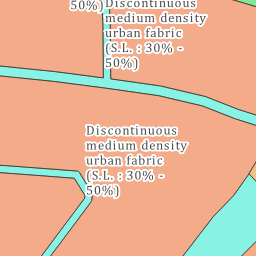 50%)
Discontinuous
medium density
urban fabric
(S.L. : 30% -
50%)
Discontinuous
medium density
urban fabric
(S.L. : 30% -
50%)